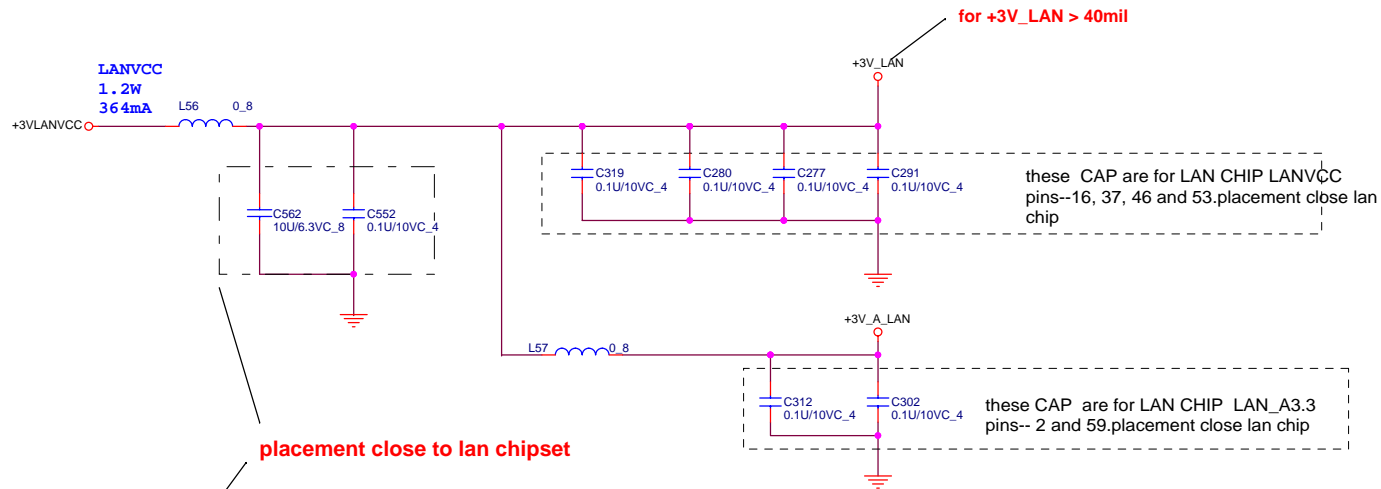 for +3V_LAN > 40mil
+3V_LAN
LANVCC
1.2W
364mA
L56 0_8
+3VLANVCC
C319
0.1U/10VC_4
C280
0.1U/10VC_4
C277
0.1U/10VC_4
C291
0.1U/10VC_4
these CAP are for LAN CHIP LANVCC
pins--16, 37, 46 and 53.placement close lan
chip
C562
10U/6.3VC_8
C552
0.1U/10VC_4
+3V_A_LAN
L57 0_8
C312
0.1U/10VC_4
C302
0.1U/10VC_4
these CAP are for LAN CHIP LAN_A3.3
pins-- 2 and 59.placement close lan chip
placement close to lan chipset